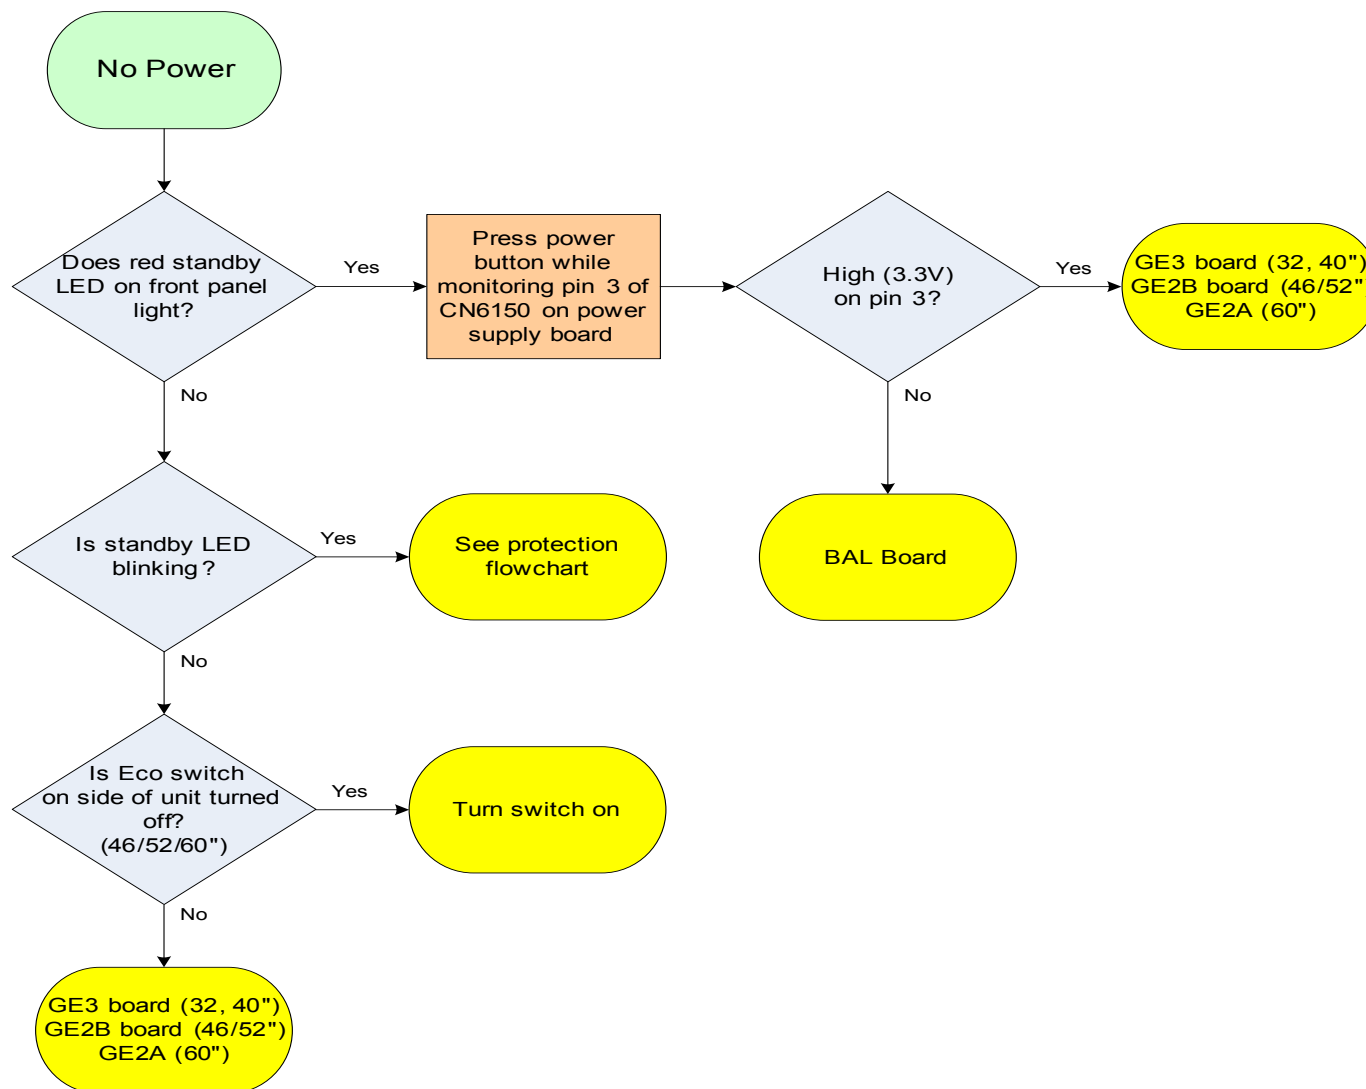 No Power
Does red standby
LED on front panel
light?
Yes
Press power
button while
monitoring pin 3 of
CN6150 on power
supply board
High (3.3V)
on pin 3?
Yes
GE3 board (32, 40")
GE2B board (46/52"
GE2A (60")
No
No
BAL Board
Is standby LED
blinking?
Yes
See protection
flowchart
No
Is Eco switch
on side of unit turned
off?
(46/52/60")
Yes
Turn switch on
No
GE3 board (32, 40")
GE2B board (46/52")
GE2A (60")